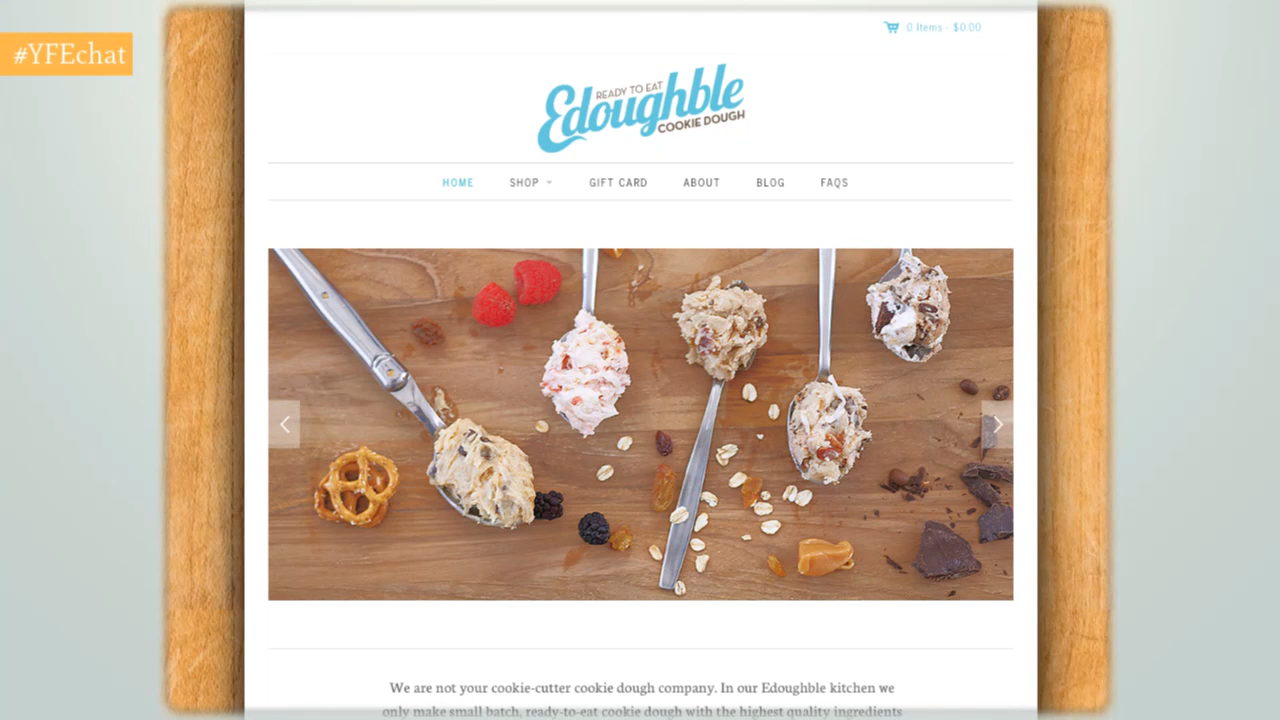 #YFEchat
0 Items - $0.00
READY TO EAT
Edoughble
COOKIE DOUGH
HOME SHOP GIFT CARD ABOUT BLOG FAQS
We are not your cookie-cutter cookie dough company. In our Edoughble kitchen we
only make small batch, ready-to-eat cookie dough with the highest quality ingredients